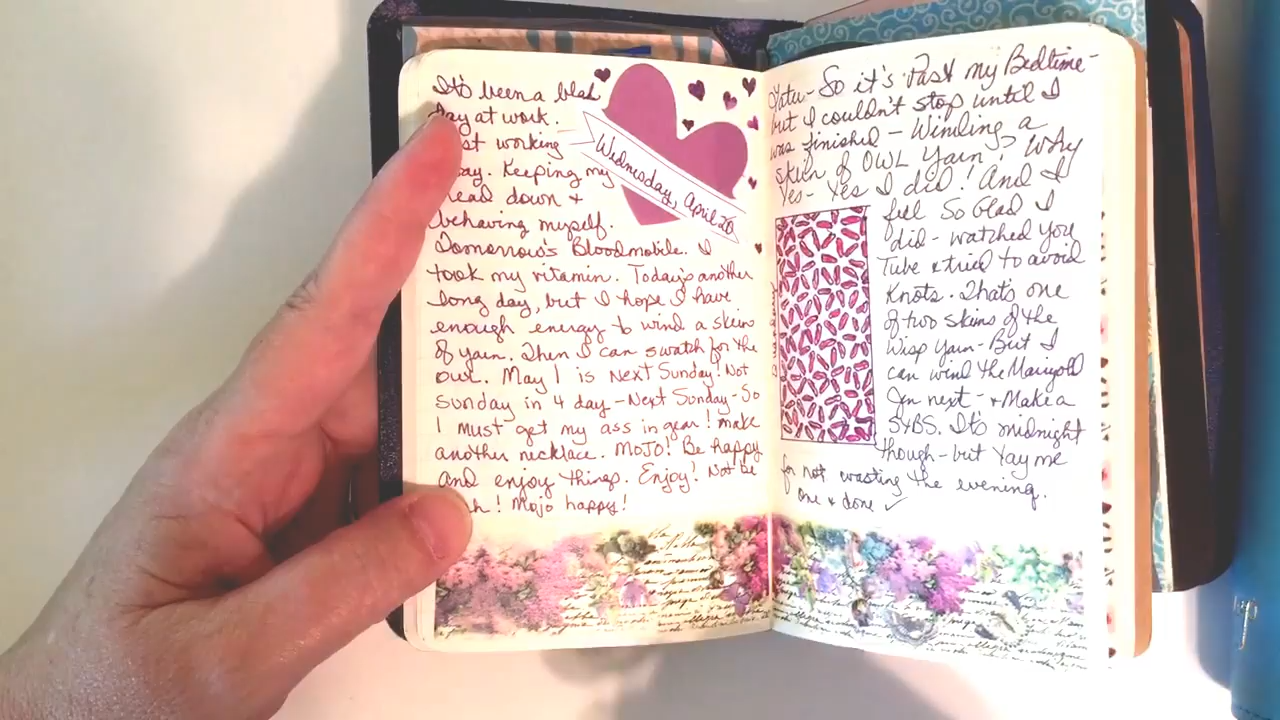 It's been a blah
day at work.
st working
ay. Keeping my
ead down +
behaving myself.
Tomorrow's Bloodmobile. I
took my vitamin. Today's another
long day, but I hope I have
enough energy to wind a skein
of yarn. Then I can swatch for the
owl. May 1 is Next Sunday! Not
sunday in 4 day - Next Sunday - So
I must get my ass in gear! make
another necklace. MoJo! Be happy
and enjoy things. Enjoy! Not be
h! Mojo happy!
Wednesday, April 20
Later - So it's Past my Bedtime -
but I couldn't stop until I
was finished - Winding a
skein of OWL Yarn! Why
Yes - Yes I did! And I
feel So Glad I
did - watched You
Tube + tried to avoid
Knots. That's one
of two skeins of the
Wisp Yarn - But I
can wind the Marigold
Jen next - + Make a
S+BS. It's midnight
though - but Yay me
for not wasting the evening.
one + done ✓